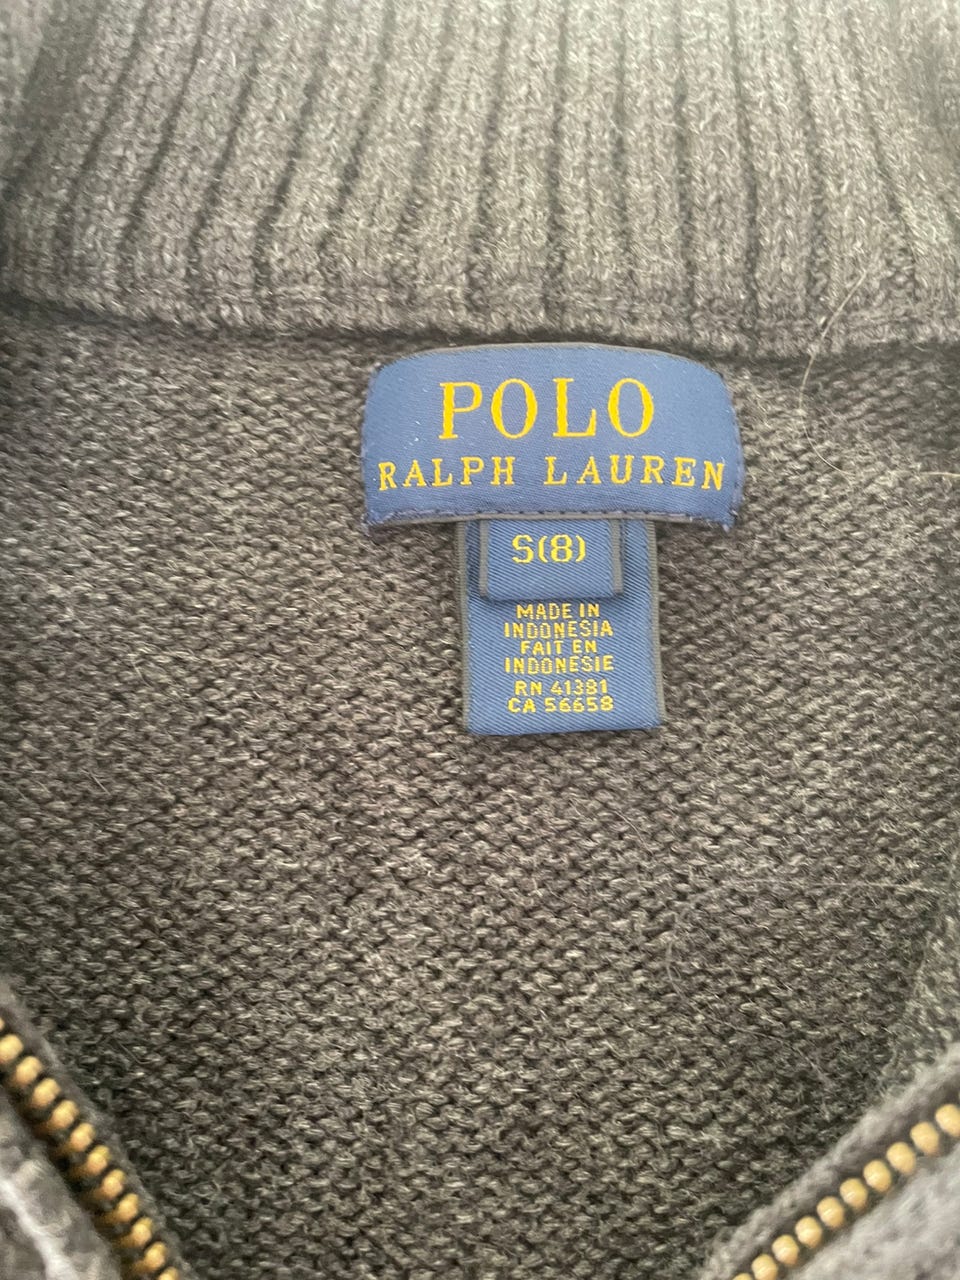 POLO
RALPH LAUREN
S(8)
MADE IN
INDONESIA
FAIT EN
INDONESIE
RN 41381
CA 56658